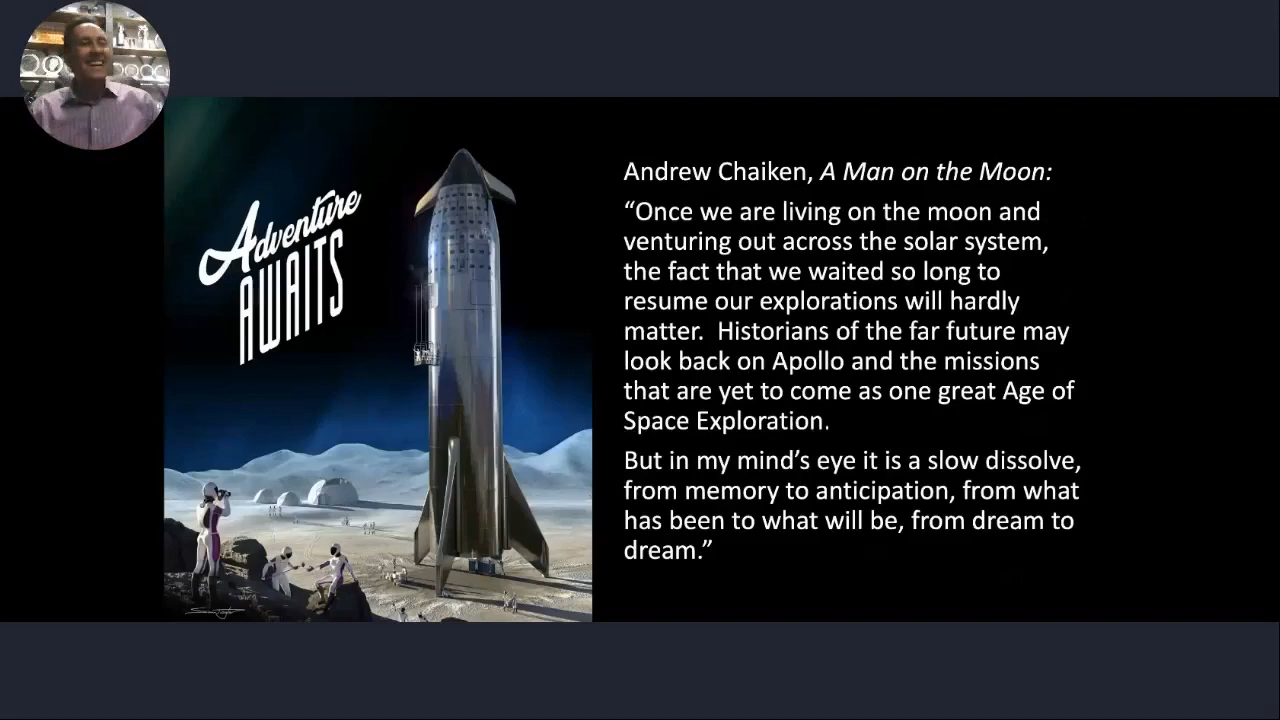 Adventure
AWAITS
Andrew Chaiken, A Man on the Moon:
“Once we are living on the moon and
venturing out across the solar system,
the fact that we waited so long to
resume our explorations will hardly
matter.  Historians of the far future may
look back on Apollo and the missions
that are yet to come as one great Age of
Space Exploration.
But in my mind’s eye it is a slow dissolve,
from memory to anticipation, from what
has been to what will be, from dream to
dream.”